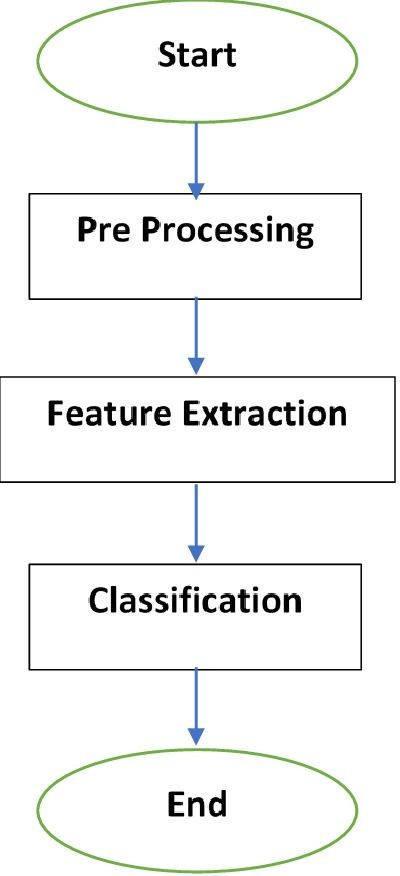 Start
Pre Processing
Feature Extraction
Classification
End